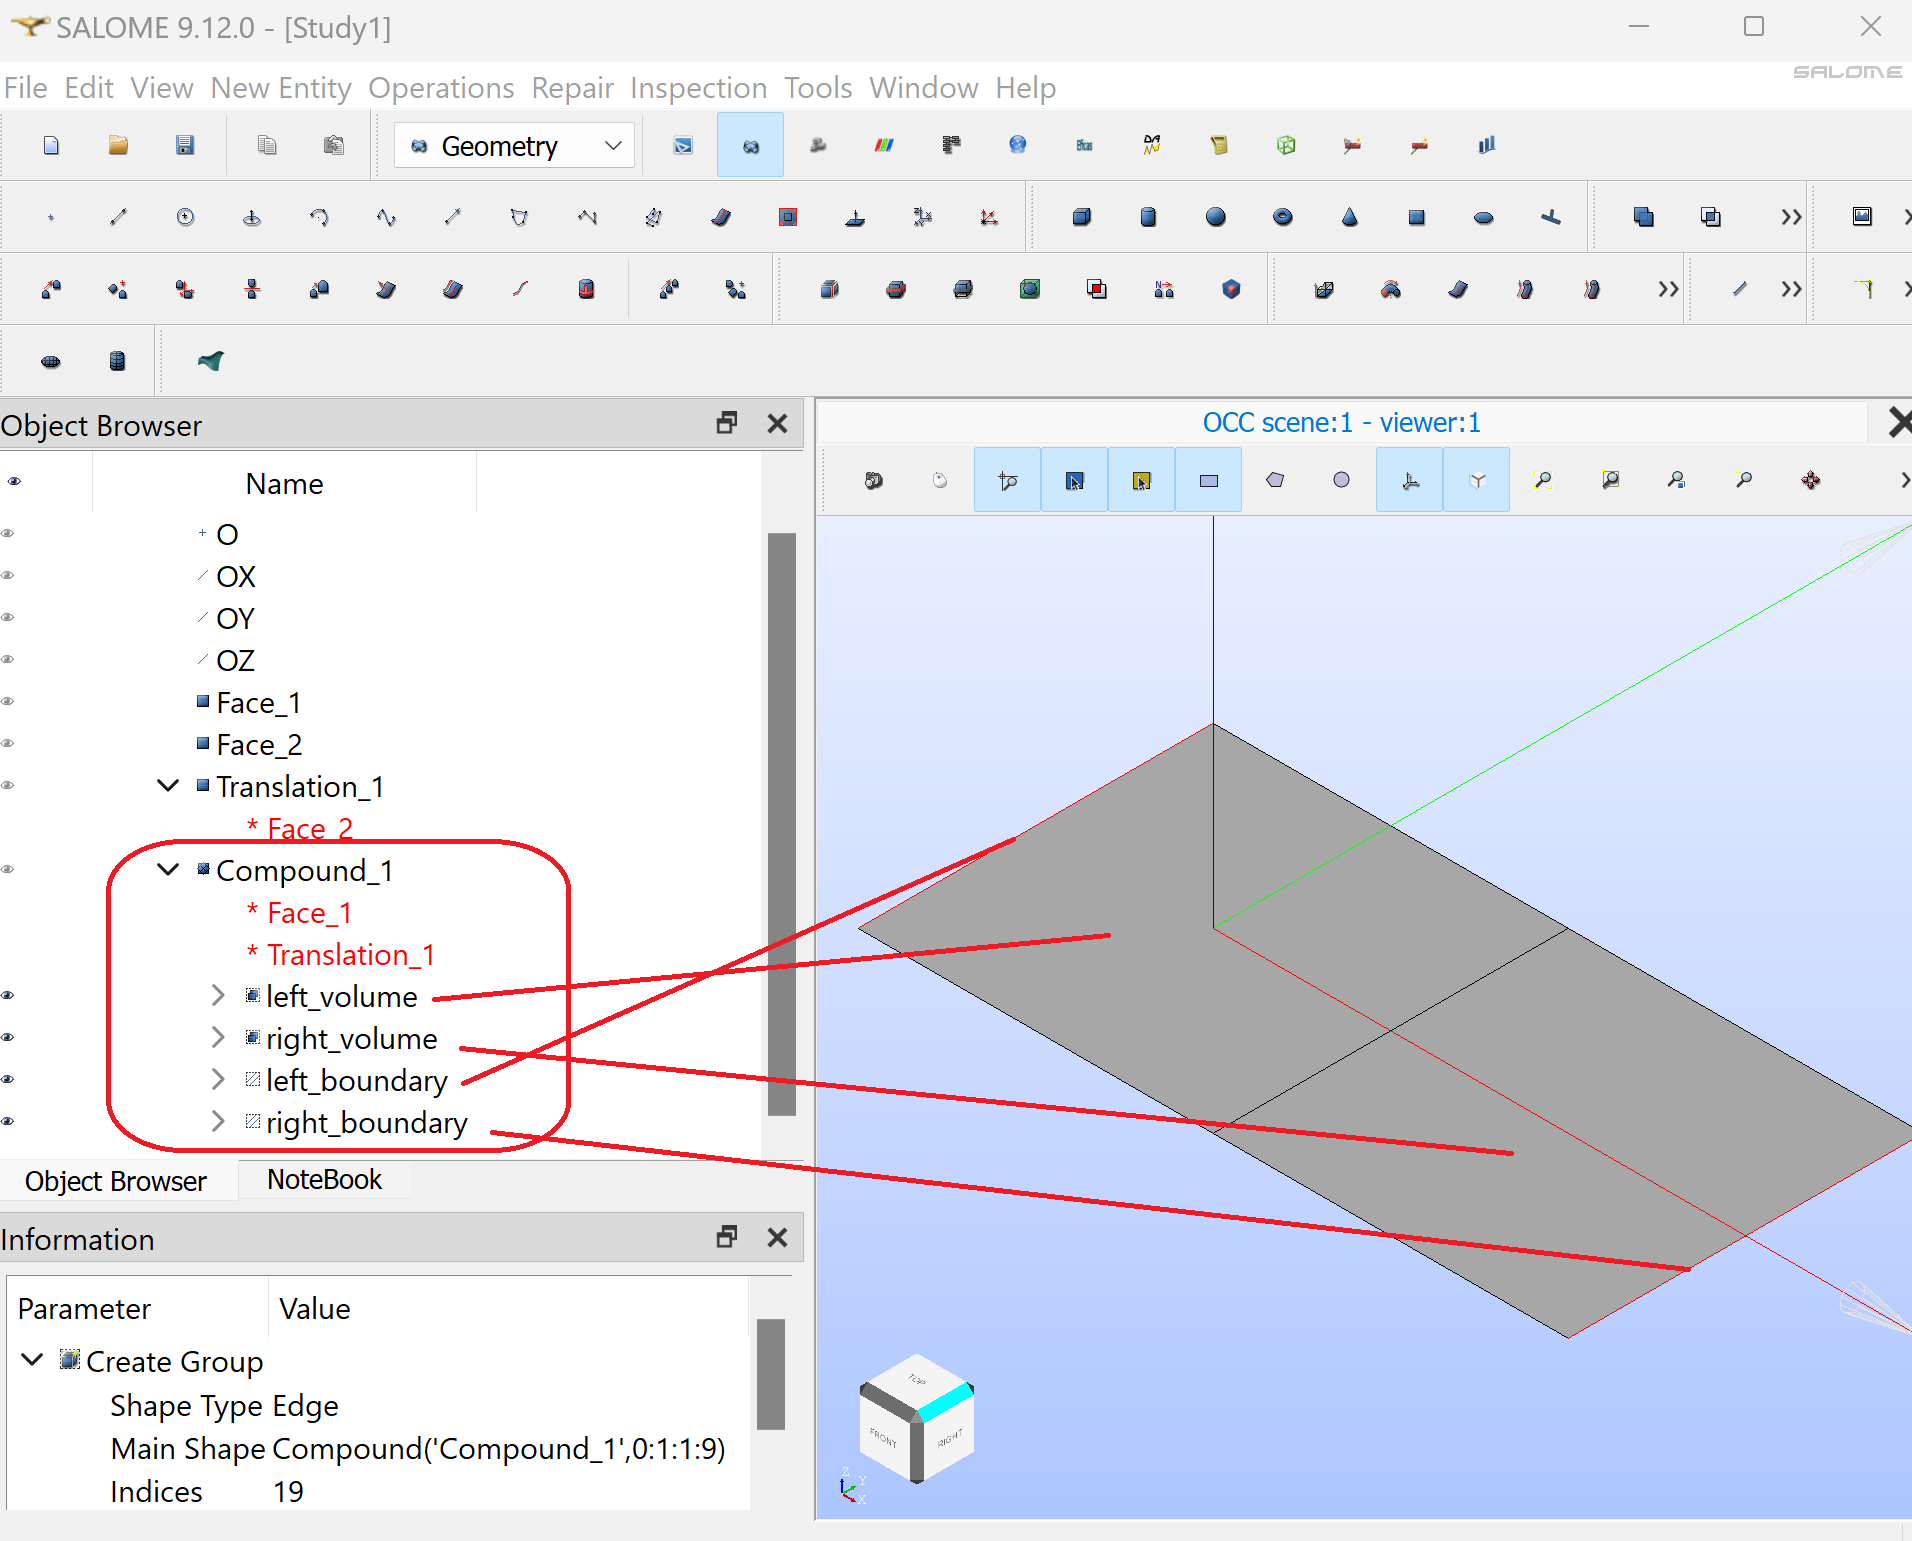 SALOME 9.12.0 - [Study1]
File Edit View New Entity Operations Repair Inspection Tools Window Help
SALOME
Geometry
Eficas
Object Browser
OCC scene:1 - viewer:1
Name
O
OX
OY
OZ
Face_1
Face_2
Translation_1
* Face_2
Compound_1
* Face_1
* Translation_1
left_volume
right_volume
left_boundary
right_boundary
Object Browser NoteBook
Information
Parameter Value
Create Group
Shape Type Edge
Main Shape Compound('Compound_1',0:1:1:9)
Indices 19
TOP
FRONT
RIGHT
Z
Y
X